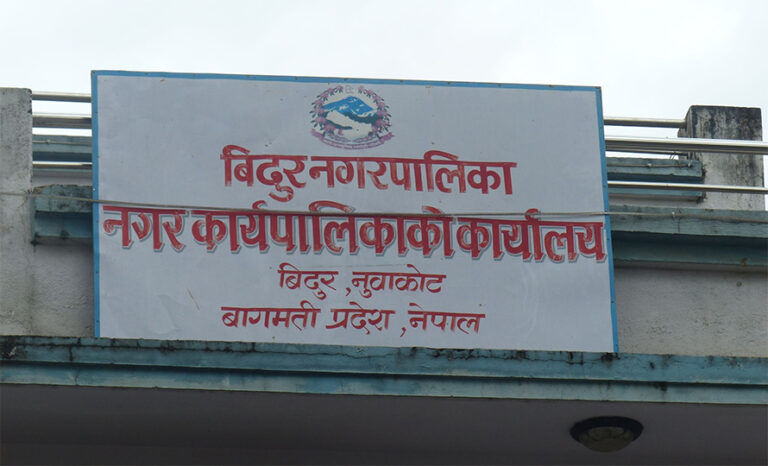 बिदुर नगरपालिका
नगर कार्यपालिकाको कार्यालय
बिदुर ,नुवाकोट
बागमती प्रदेश ,नेपाल